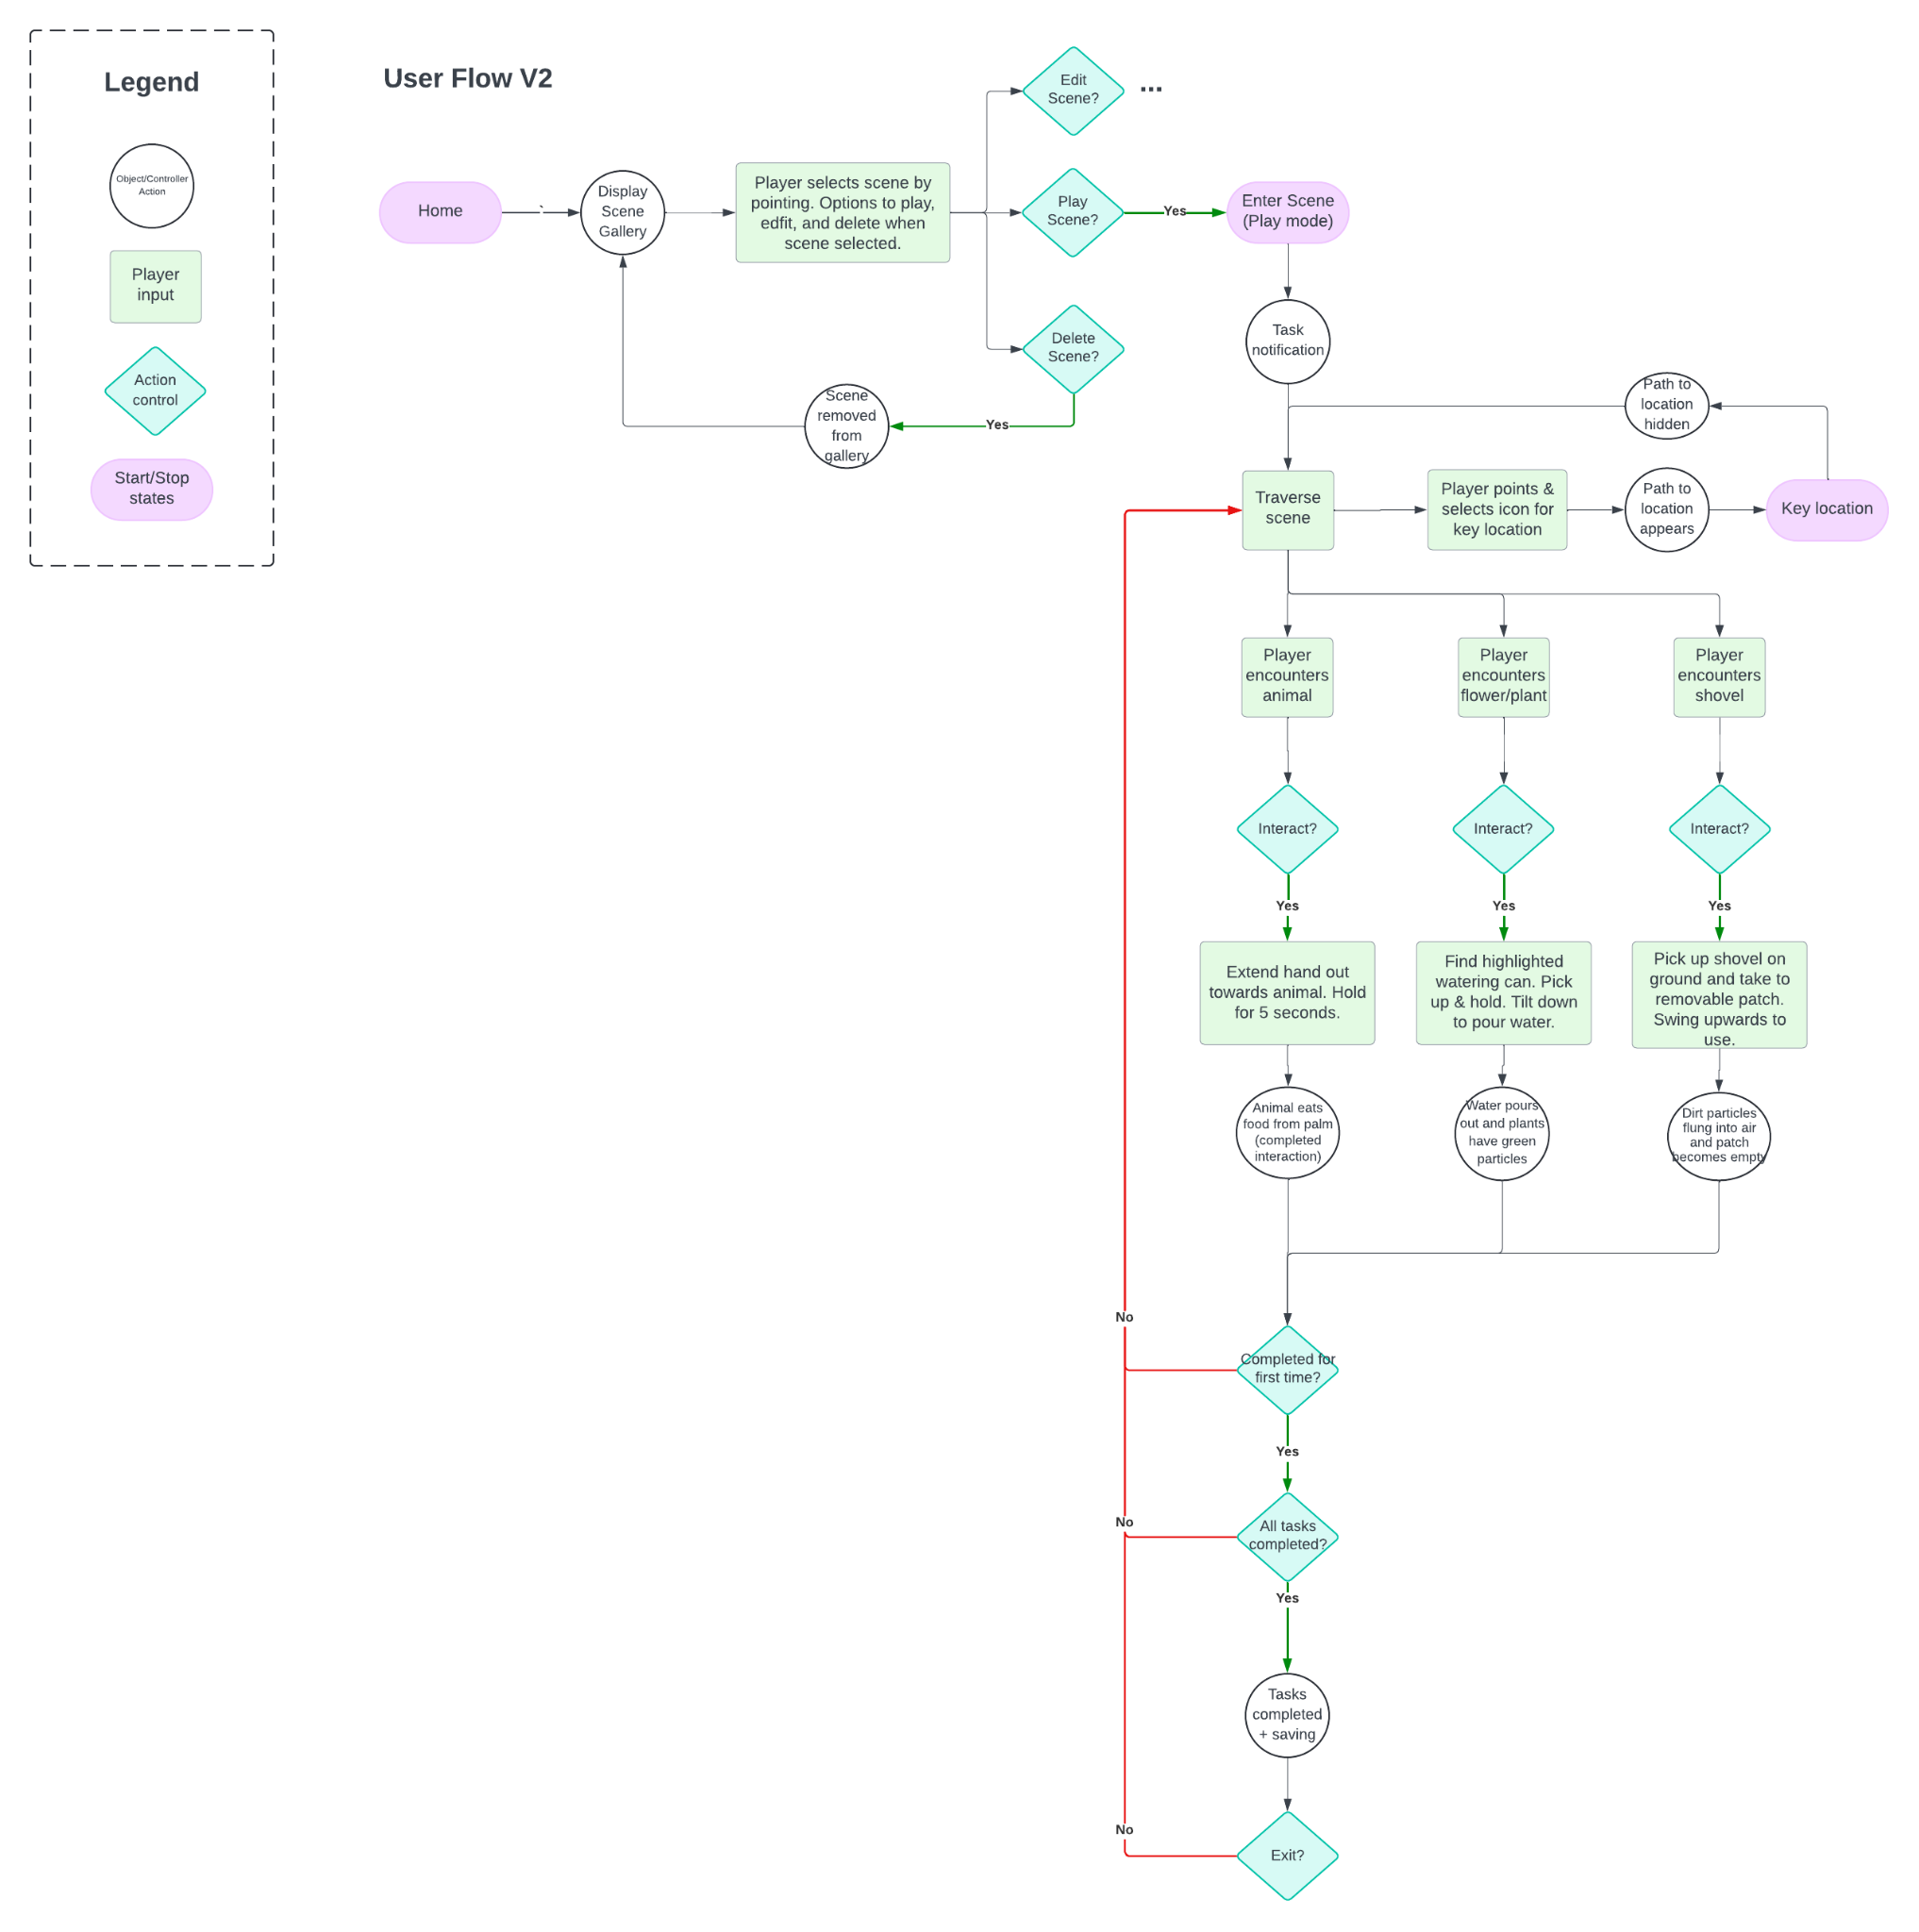 Legend
Object/Controller
Action
Player
input
Action
control
Start/Stop
states
User Flow V2
Home
`
Display
Scene
Gallery
Player selects scene by
pointing. Options to play,
edfit, and delete when
scene selected.
Edit
Scene?
...
Play
Scene?
Yes
Enter Scene
(Play mode)
Delete
Scene?
Yes
Scene
removed
from
gallery
Task
notification
Path to
location
hidden
Traverse
scene
Player points &
selects icon for
key location
Path to
location
appears
Key location
Player
encounters
animal
Player
encounters
flower/plant
Player
encounters
shovel
Interact?
Interact?
Interact?
Yes
Yes
Yes
Extend hand out
towards animal. Hold
for 5 seconds.
Find highlighted
watering can. Pick
up & hold. Tilt down
to pour water.
Pick up shovel on
ground and take to
removable patch.
Swing upwards to
use.
Animal eats
food from palm
(completed
interaction)
Water pours
out and plants
have green
particles
Dirt particles
flung into air
and patch
becomes empty
No
Completed for
first time?
Yes
No
All tasks
completed?
Yes
Tasks
completed
+ saving
No
Exit?